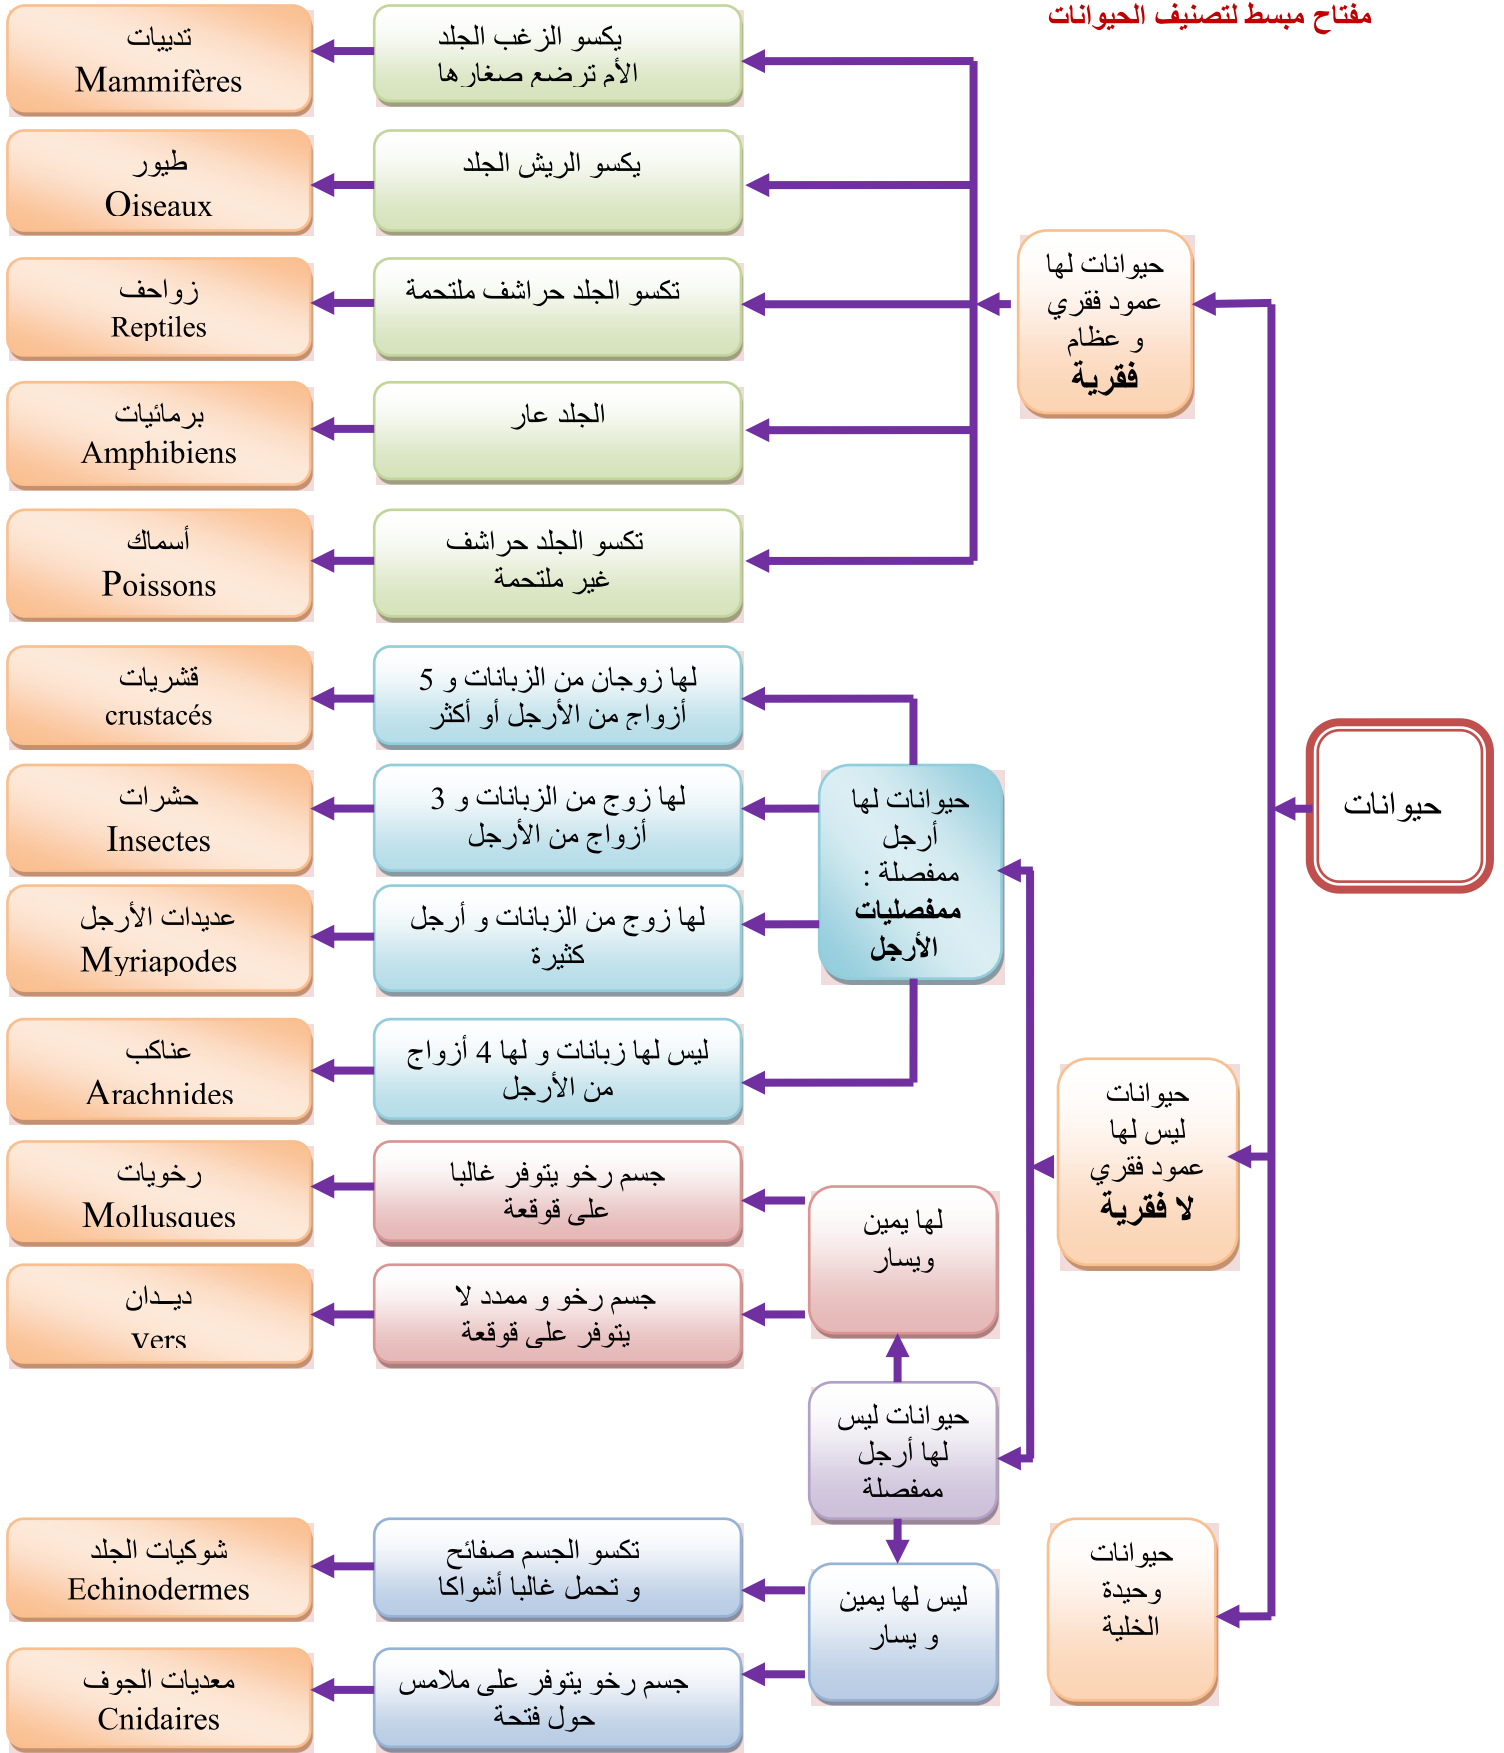 مفتاح مبسط لتصنيف الحيوانات
حيوانات
حيوانات لها
عمود فقري
و عظام
فقرية
يكسو الزغب الجلد
الأم ترضع صغارها
تدييات
Mammifères
يكسو الريش الجلد
طيور
Oiseaux
تكسو الجلد حراشف ملتحمة
زواحف
Reptiles
الجلد عار
برمائيات
Amphibiens
تكسو الجلد حراشف
غير ملتحمة
أسماك
Poissons
حيوانات
ليس لها
عمود فقري
لا فقرية
حيوانات لها
أرجل
ممفصلة :
ممفصليات
الأرجل
لها زوجان من الزبانات و 5
أزواج من الأرجل أو أكثر
قشريات
crustacés
لها زوج من الزبانات و 3
أزواج من الأرجل
حشرات
Insectes
لها زوج من الزبانات و أرجل
كثيرة
عديدات الأرجل
Myriapodes
ليس لها زبانات و لها 4 أزواج
من الأرجل
عناكب
Arachnides
حيوانات ليس
لها أرجل
ممفصلة
لها يمين
ويسار
جسم رخو يتوفر غالبا
على قوقعة
رخويات
Mollusques
جسم رخو و ممدد لا
يتوفر على قوقعة
ديــدان
vers
ليس لها يمين
و يسار
تكسو الجسم صفائح
و تحمل غالبا أشواكا
شوكيات الجلد
Echinodermes
جسم رخو يتوفر على ملامس
حول فتحة
معديات الجوف
Cnidaires
حيوانات
وحيدة
الخلية